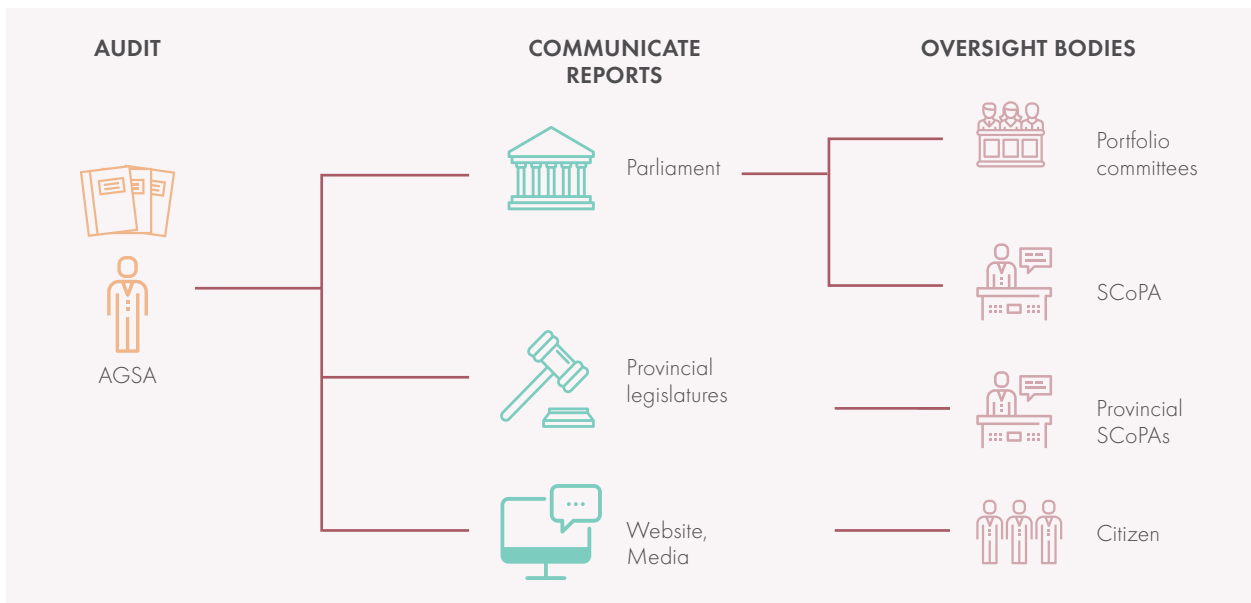 AUDIT
COMMUNICATE
REPORTS
OVERSIGHT BODIES
AGSA
Parliament
Provincial
legislatures
Website,
Media
Portfolio
committees
SCoPA
Provincial
SCoPAs
Citizen